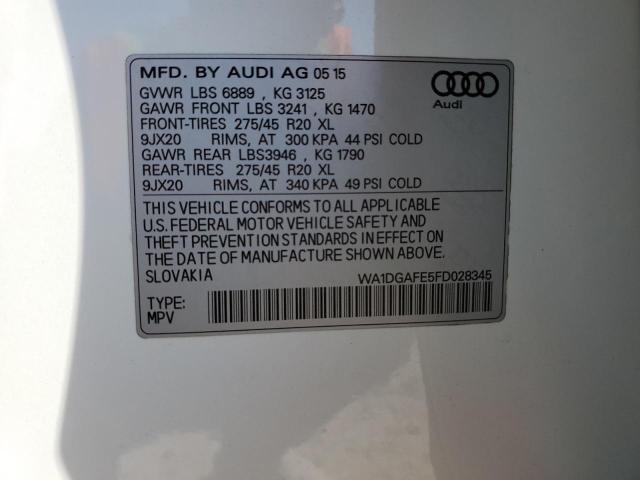 MFD. BY AUDI AG 05 15
GVWR LBS 6889 , KG 3125
GAWR FRONT LBS 3241 , KG 1470
FRONT-TIRES 275/45 R20 XL
9JX20 RIMS, AT 300 KPA 44 PSI COLD
GAWR REAR LBS3946 , KG 1790
REAR-TIRES 275/45 R20 XL
9JX20 RIMS, AT 340 KPA 49 PSI COLD
Audi
THIS VEHICLE CONFORMS TO ALL APPLICABLE
U.S. FEDERAL MOTOR VEHICLE SAFETY AND
THEFT PREVENTION STANDARDS IN EFFECT ON
THE DATE OF MANUFACTURE SHOWN ABOVE.
SLOVAKIA WA1DGAFE5FD028345
TYPE:
MPV